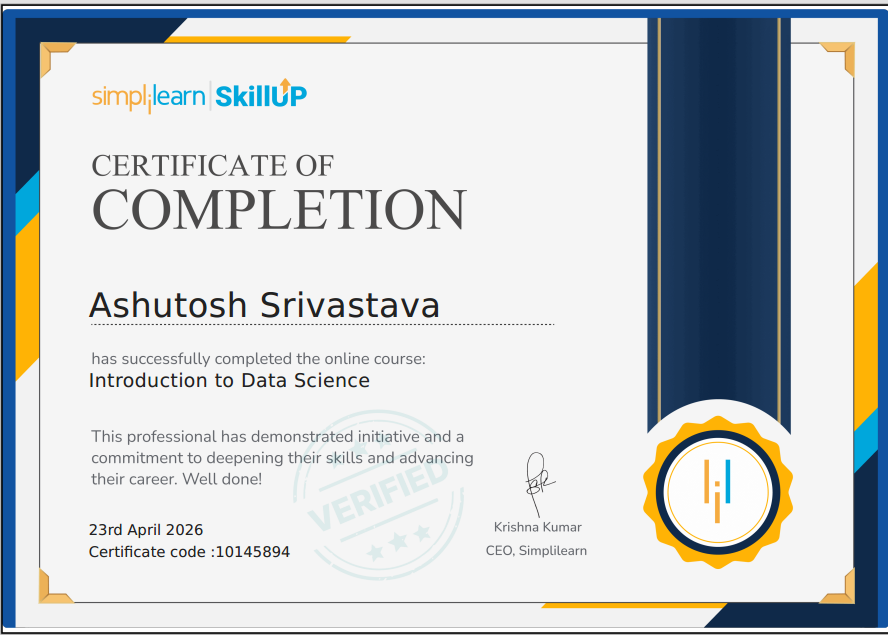 simplilearn | SkillUP
CERTIFICATE OF
COMPLETION
Ashutosh Srivastava
has successfully completed the online course:
Introduction to Data Science
This professional has demonstrated initiative and a
commitment to deepening their skills and advancing
their career. Well done!
VERIFIED
23rd April 2026
Certificate code :10145894
Krishna Kumar
CEO, Simplilearn